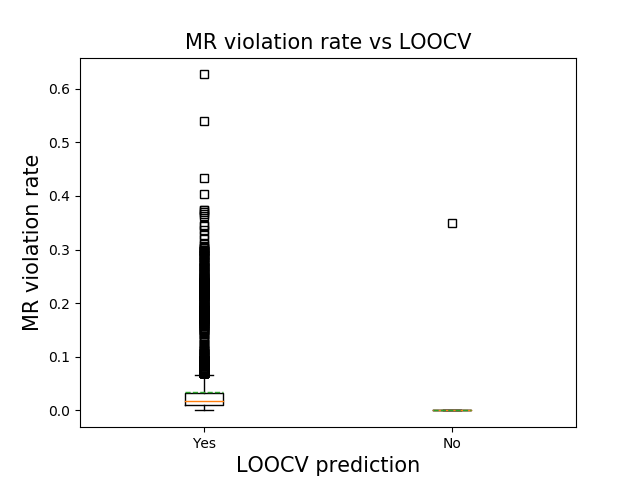 MR violation rate vs LOOCV
MR violation rate
0.6
0.5
0.4
0.3
0.2
0.1
0.0
Yes
No
LOOCV prediction